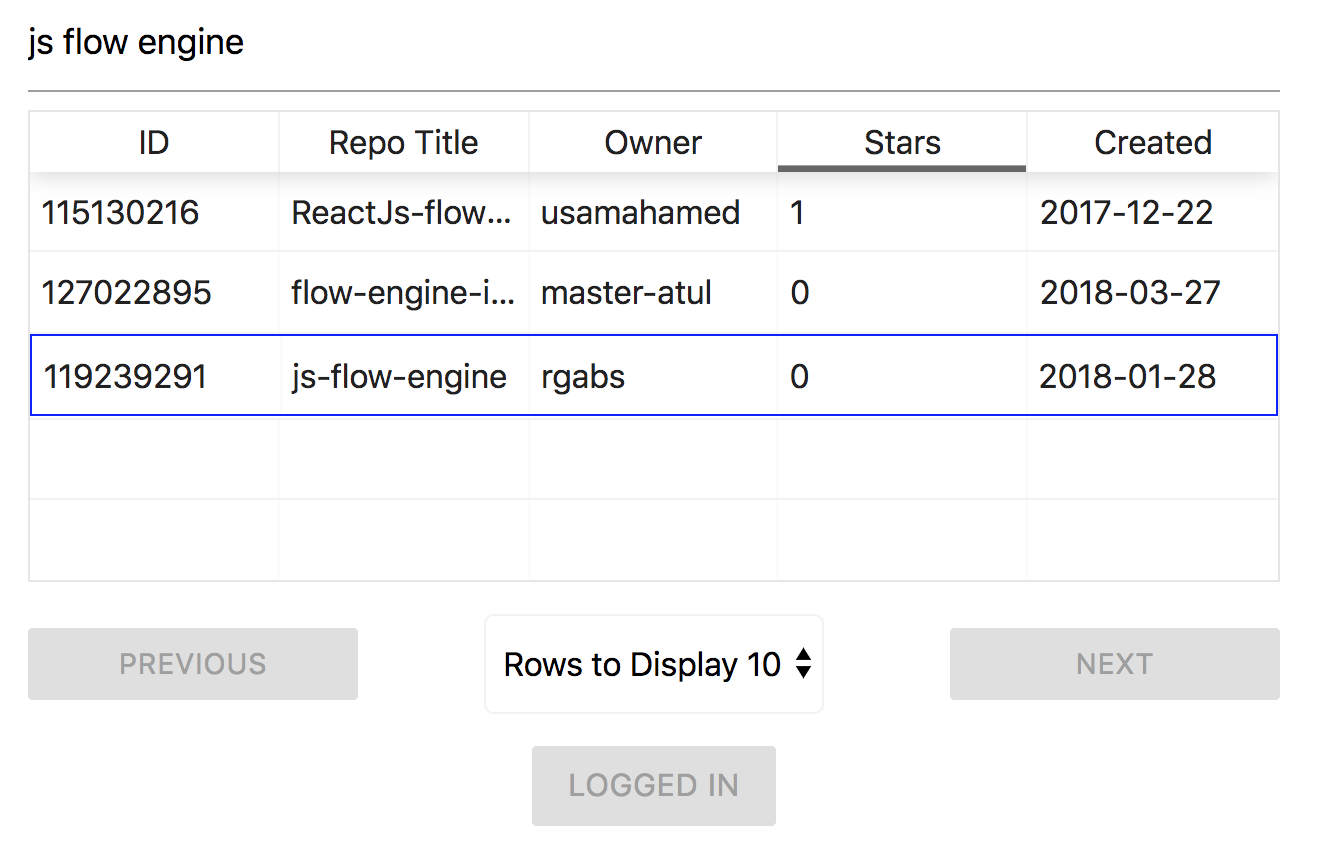 js flow engine
ID Repo Title Owner Stars Created
115130216 ReactJs-flow... usamahamed 1 2017-12-22
127022895 flow-engine-i... master-atul 0 2018-03-27
119239291 js-flow-engine rgabs 0 2018-01-28
PREVIOUS Rows to Display 10 NEXT
LOGGED IN